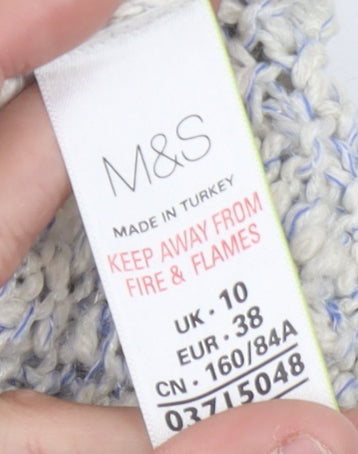 M&S
MADE IN TURKEY
KEEP AWAY FROM
FIRE & FLAMES
UK · 10
EUR · 38
CN · 160/84A
03715048